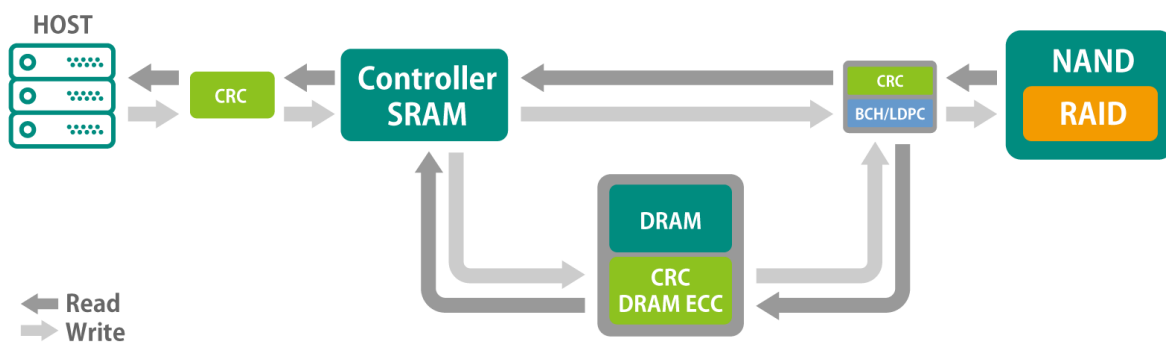 HOST
CRC
Controller
SRAM
CRC
BCH/LDPC
NAND
RAID
DRAM
CRC
DRAM ECC
Read
Write